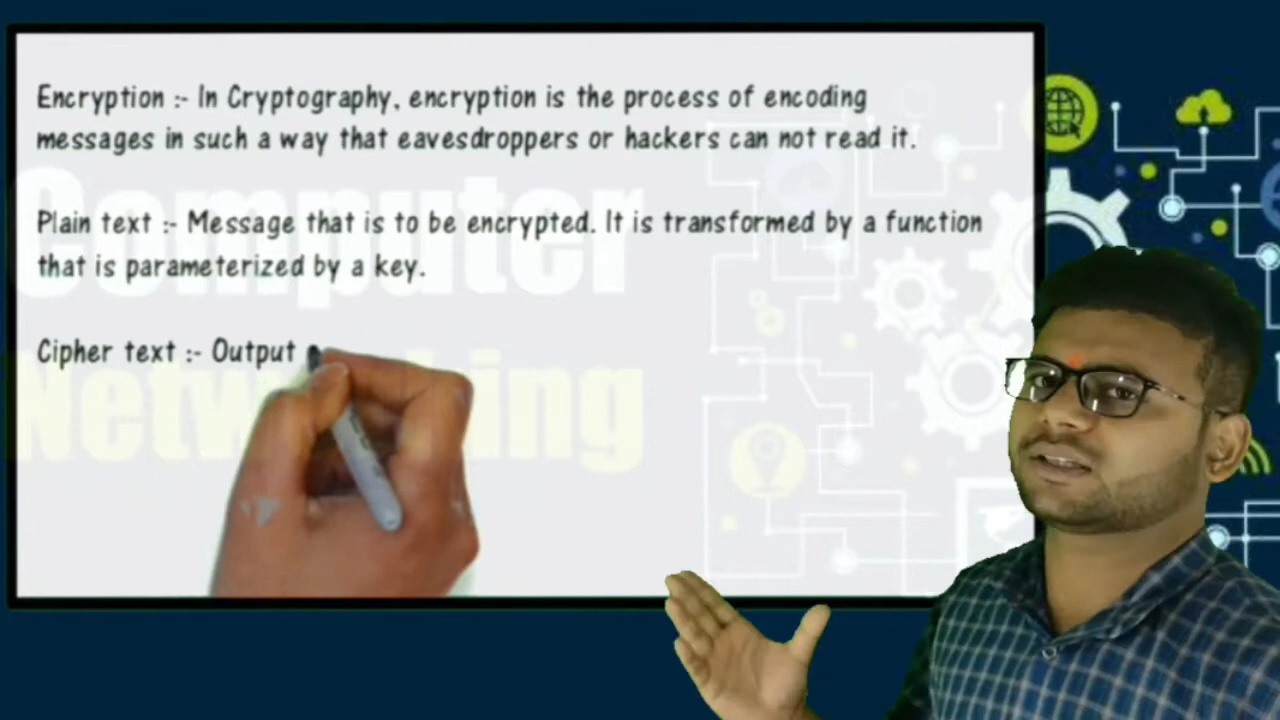 Encryption :- In Cryptography, encryption is the process of encoding
messages in such a way that eavesdroppers or hackers can not read it.
Plain text :- Message that is to be encrypted. It is transformed by a function
that is parameterized by a key.
Cipher text :- Output
Computer
Networking